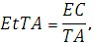 EtTA = EC/TA,